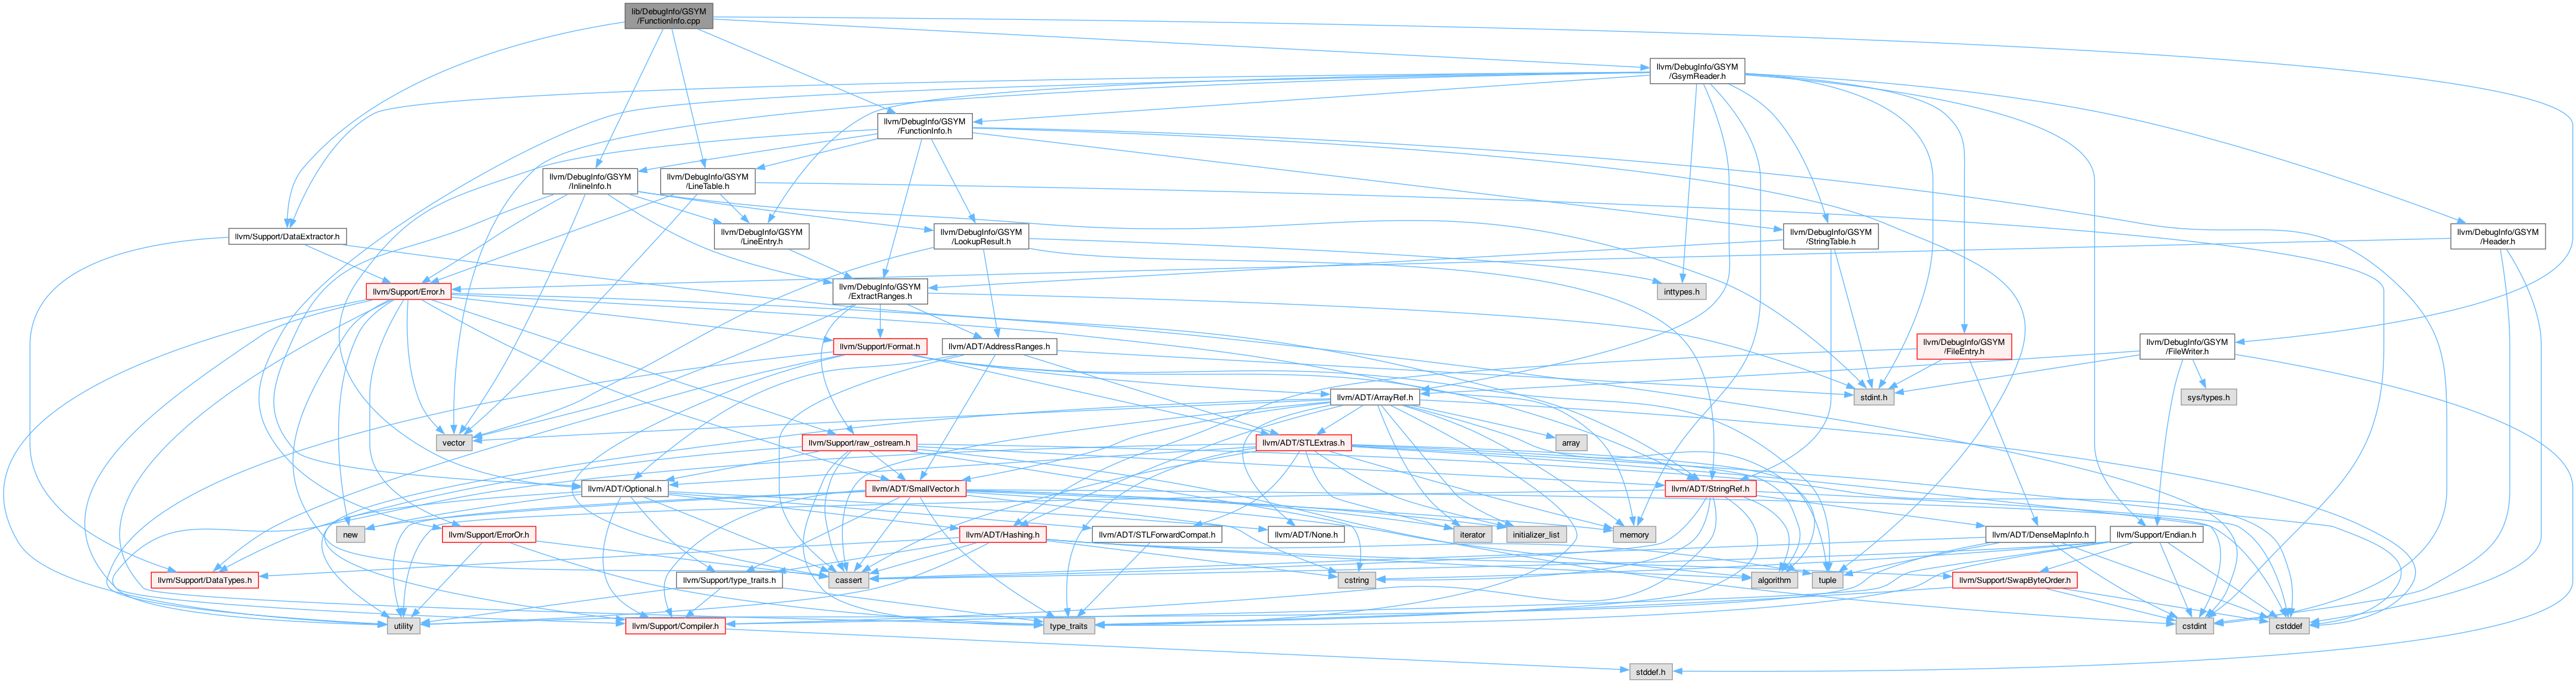 lib/DebugInfo/GSYM
/FunctionInfo.cpp
llvm/DebugInfo/GSYM
/GsymReader.h
llvm/DebugInfo/GSYM
/FunctionInfo.h
llvm/DebugInfo/GSYM
/InlineInfo.h
llvm/DebugInfo/GSYM
/LineTable.h
llvm/Support/DataExtractor.h
llvm/DebugInfo/GSYM
/LineEntry.h
llvm/DebugInfo/GSYM
/LookupResult.h
llvm/DebugInfo/GSYM
/StringTable.h
llvm/DebugInfo/GSYM
/Header.h
llvm/Support/Error.h
llvm/DebugInfo/GSYM
/ExtractRanges.h
inttypes.h
llvm/Support/Format.h
llvm/ADT/AddressRanges.h
llvm/DebugInfo/GSYM
/FileEntry.h
llvm/DebugInfo/GSYM
/FileWriter.h
llvm/ADT/ArrayRef.h
stdint.h
sys/types.h
vector
llvm/Support/raw_ostream.h
llvm/ADT/STLExtras.h
array
llvm/ADT/Optional.h
llvm/ADT/SmallVector.h
llvm/ADT/StringRef.h
new
llvm/Support/ErrorOr.h
llvm/ADT/Hashing.h
llvm/ADT/STLForwardCompat.h
llvm/ADT/None.h
iterator
initializer_list
memory
llvm/ADT/DenseMapInfo.h
llvm/Support/Endian.h
llvm/Support/DataTypes.h
llvm/Support/type_traits.h
cassert
cstring
algorithm
tuple
llvm/Support/SwapByteOrder.h
utility
llvm/Support/Compiler.h
type_traits
cstdint
cstddef
stddef.h